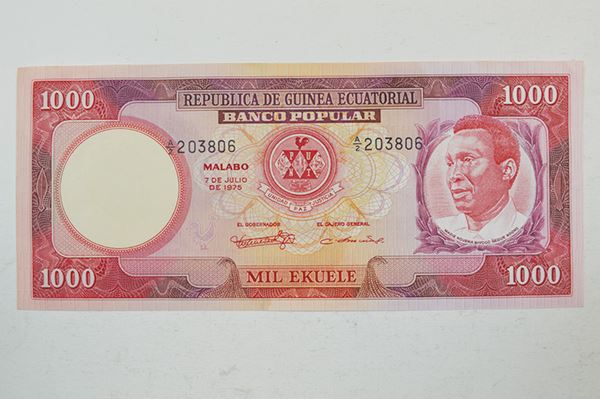 1000
1000
REPUBLICA DE GUINEA ECUATORIAL
BANCO POPULAR
A/2 203806
A/2 203806
MALABO
7 DE JULIO
DE 1975
XX
UNIDAD PAZ JUSTICIA
EL GOBERNADOR
EL CAJERO GENERAL
1000
MIL EKUELE
1000